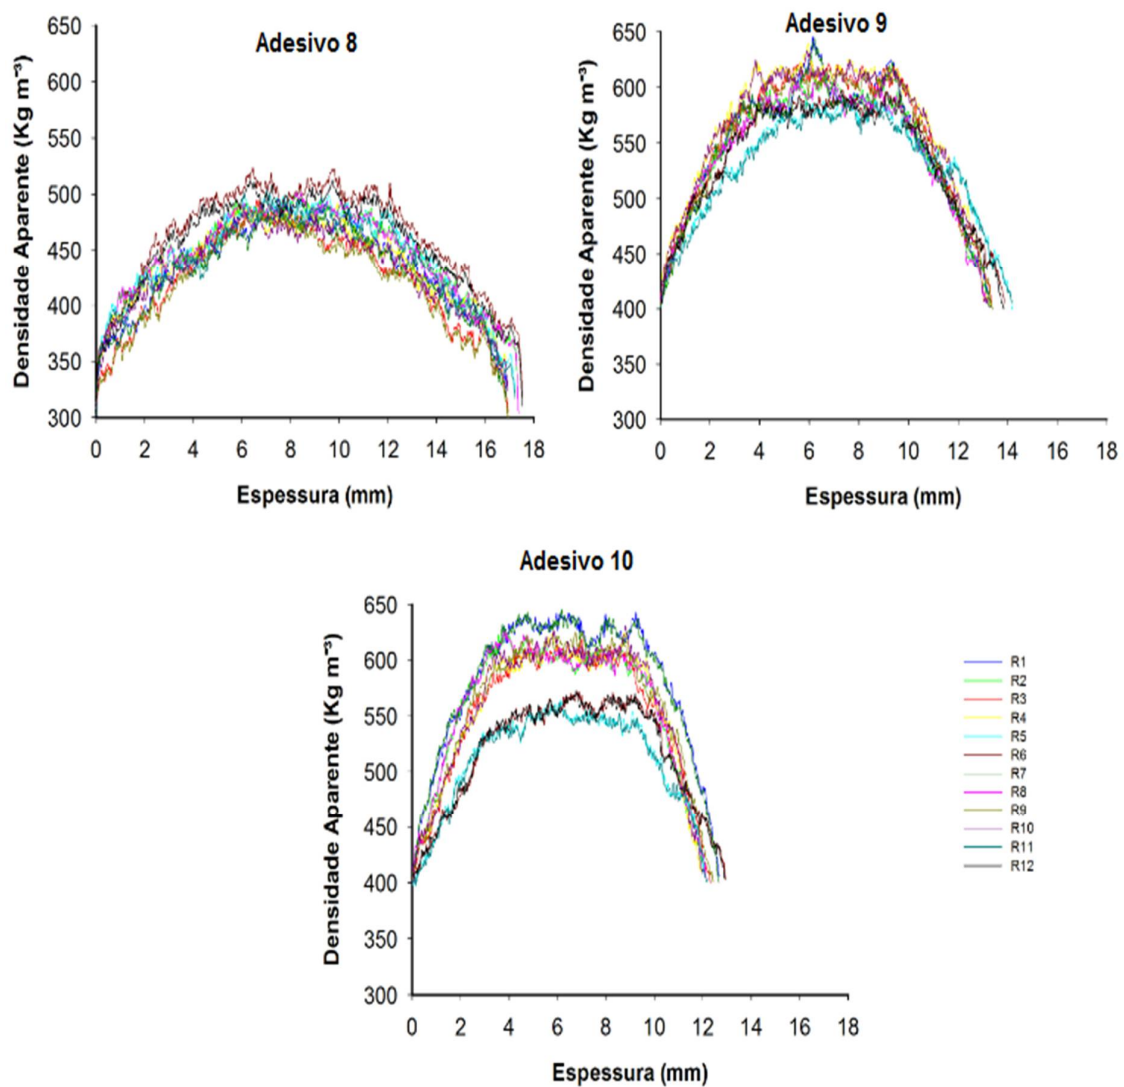 Adesivo 8
Densidade Aparente (Kg m⁻³)
650
600
550
500
450
400
350
300
0 2 4 6 8 10 12 14 16 18
Espessura (mm)
Adesivo 9
Densidade Aparente (Kg m⁻³)
650
600
550
500
450
400
350
300
0 2 4 6 8 10 12 14 16 18
Espessura (mm)
Adesivo 10
Densidade Aparente (Kg m⁻³)
650
600
550
500
450
400
350
300
0 2 4 6 8 10 12 14 16 18
Espessura (mm)
R1
R2
R3
R4
R5
R6
R7
R8
R9
R10
R11
R12